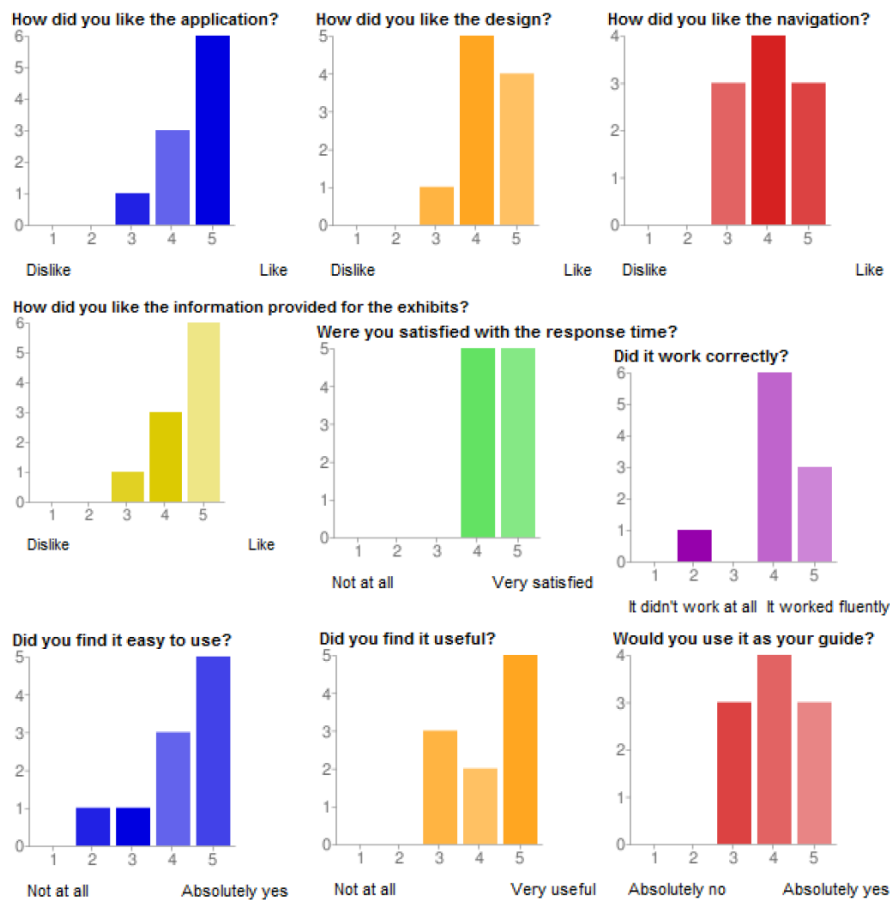 How did you like the application?
6
5
4
3
2
1
0
1 2 3 4 5
Dislike Like
How did you like the design?
5
4
3
2
1
0
1 2 3 4 5
Dislike Like
How did you like the navigation?
4
3
2
1
0
1 2 3 4 5
Dislike Like
How did you like the information provided for the exhibits?
6
5
4
3
2
1
0
1 2 3 4 5
Dislike Like
Were you satisfied with the response time?
5
4
3
2
1
0
1 2 3 4 5
Not at all Very satisfied
Did it work correctly?
6
5
4
3
2
1
0
1 2 3 4 5
It didn't work at all It worked fluently
Did you find it easy to use?
5
4
3
2
1
0
1 2 3 4 5
Not at all Absolutely yes
Did you find it useful?
5
4
3
2
1
0
1 2 3 4 5
Not at all Very useful
Would you use it as your guide?
4
3
2
1
0
1 2 3 4 5
Absolutely no Absolutely yes